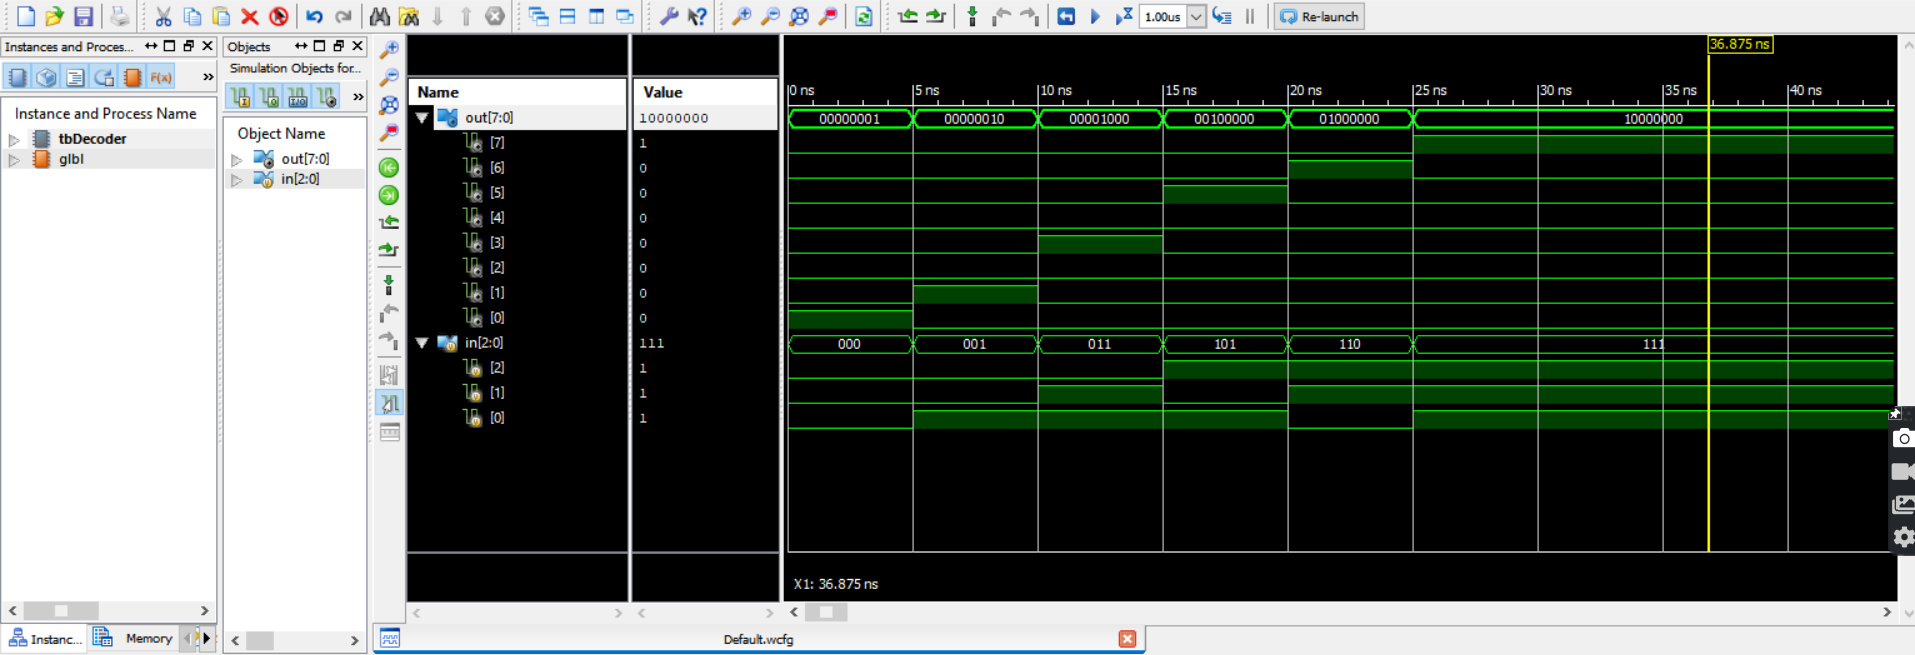 1.00us
Re-launch
Instances and Proces...
Objects
Simulation Objects for...
F(x)
»
»
Instance and Process Name
tbDecoder
glbl
Object Name
out[7:0]
in[2:0]
Name
Value
36.875 ns
0 ns
5 ns
10 ns
15 ns
20 ns
25 ns
30 ns
35 ns
40 ns
out[7:0]
10000000
00000001
00000010
00001000
00100000
01000000
10000000
[7]
1
[6]
0
[5]
0
[4]
0
[3]
0
[2]
0
[1]
0
[0]
0
in[2:0]
111
000
001
011
101
110
111
[2]
1
[1]
1
[0]
1
X1: 36.875 ns
Instanc...
Memory
Default.wcfg